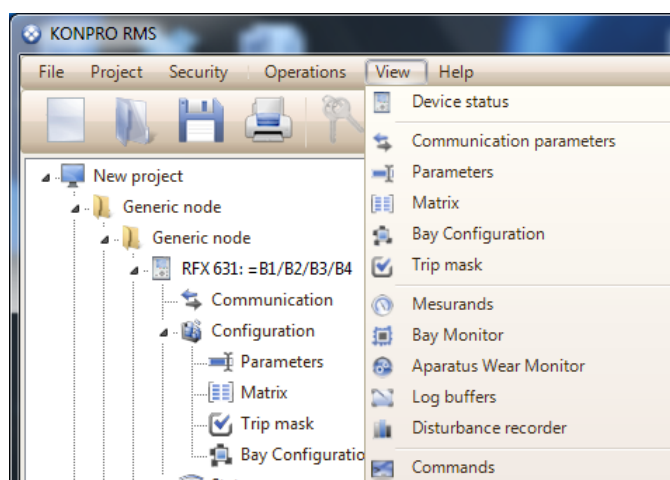 KONPRO RMS
File Project Security Operations View Help
Device status
Communication parameters
Parameters
Matrix
Bay Configuration
Trip mask
Mesurands
Bay Monitor
Aparatus Wear Monitor
Log buffers
Disturbance recorder
Commands
New project
Generic node
Generic node
RFX 631: =B1/B2/B3/B4
Communication
Configuration
Parameters
Matrix
Trip mask
Bay Configuratio